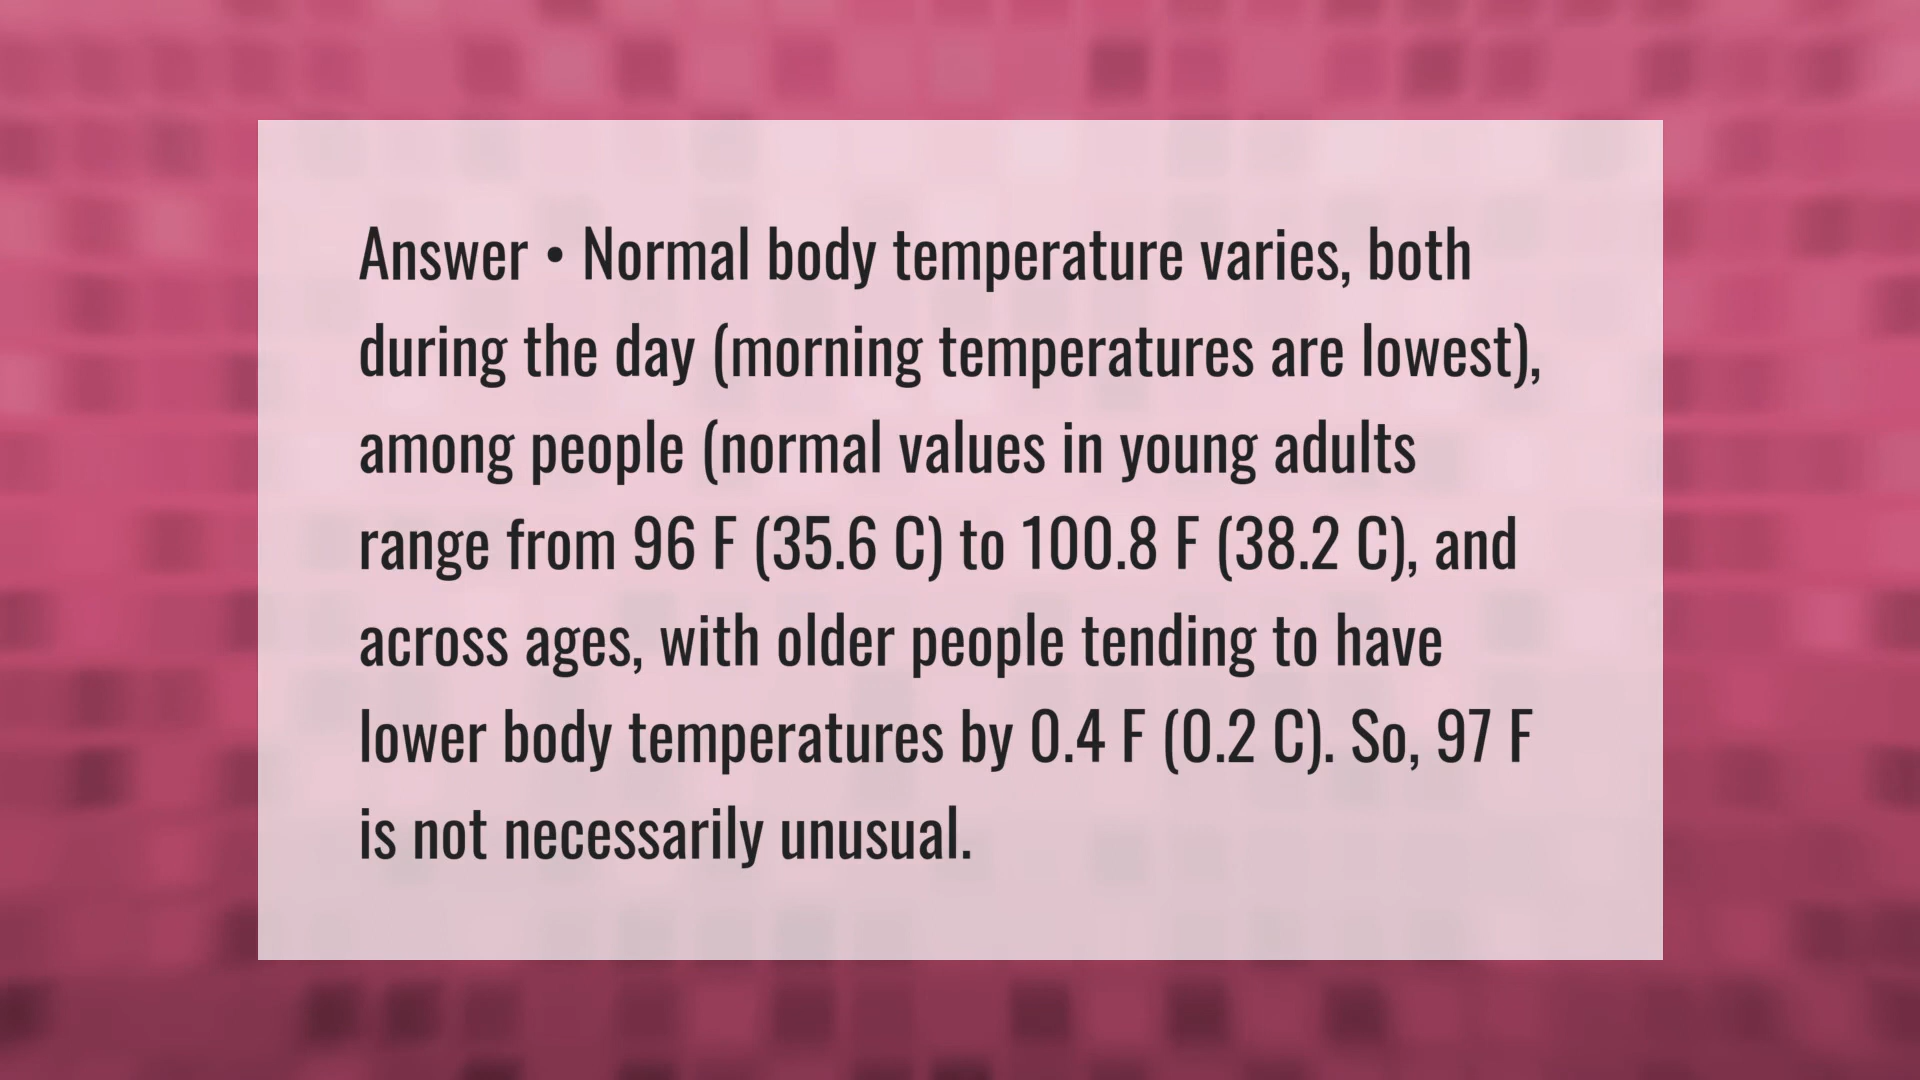 Answer • Normal body temperature varies, both
during the day (morning temperatures are lowest),
among people (normal values in young adults
range from 96 F (35.6 C) to 100.8 F (38.2 C), and
across ages, with older people tending to have
lower body temperatures by 0.4 F (0.2 C). So, 97 F
is not necessarily unusual.